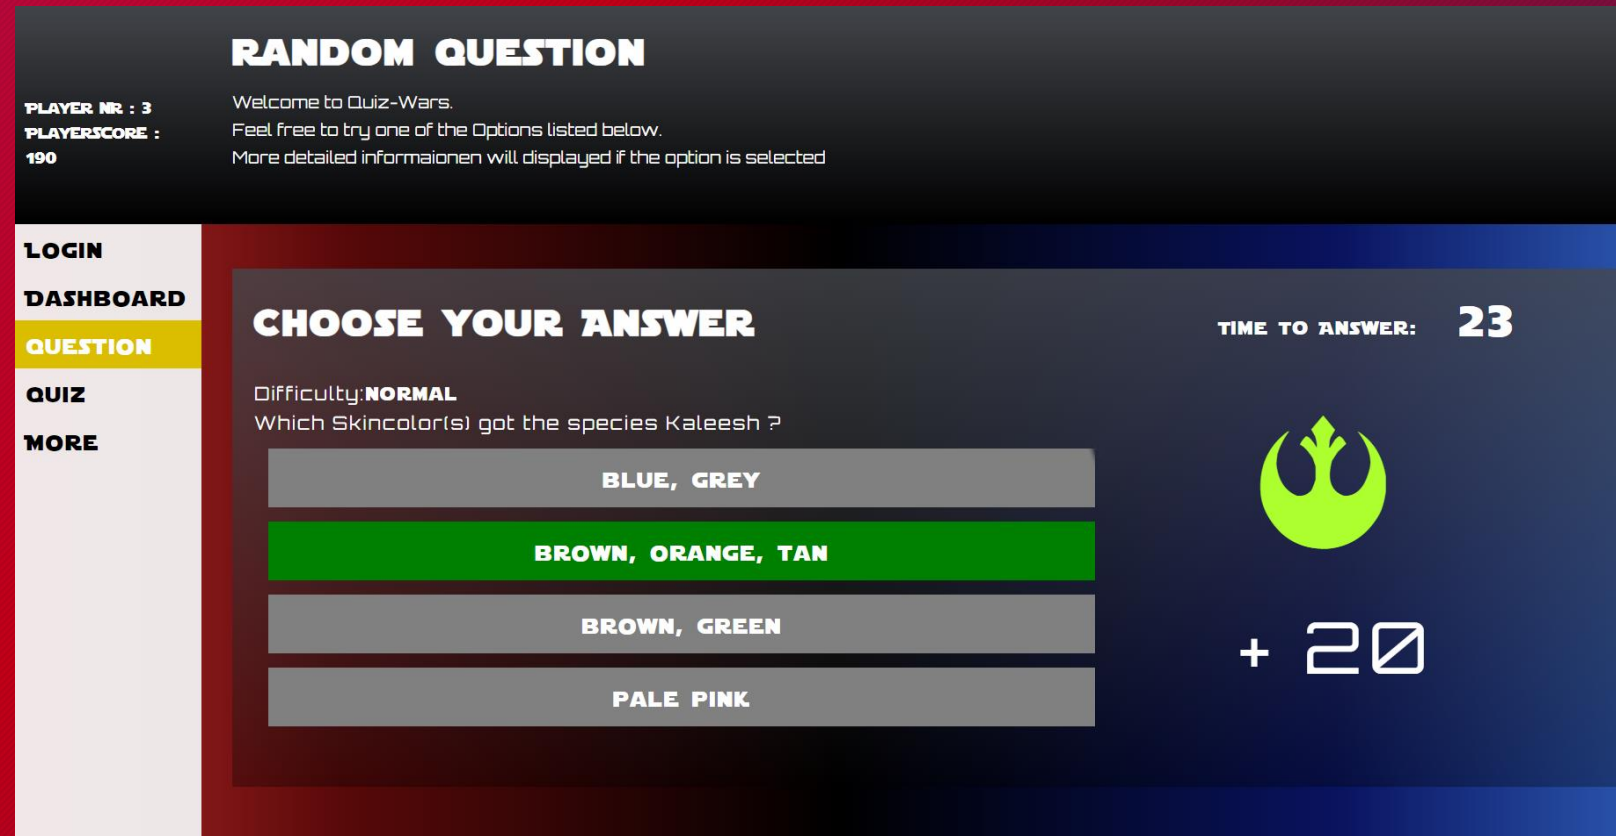 RANDOM QUESTION
PLAYER NR : 3
PLAYERSCORE :
190
Welcome to Quiz-Wars.
Feel free to try one of the Options listed below.
More detailed informaionen will displayed if the option is selected
LOGIN
DASHBOARD
QUESTION
QUIZ
MORE
CHOOSE YOUR ANSWER
TIME TO ANSWER: 23
Difficulty:NORMAL
Which Skincolor(s) got the species Kaleesh ?
BLUE, GREY
BROWN, ORANGE, TAN
BROWN, GREEN
PALE PINK
+ 20